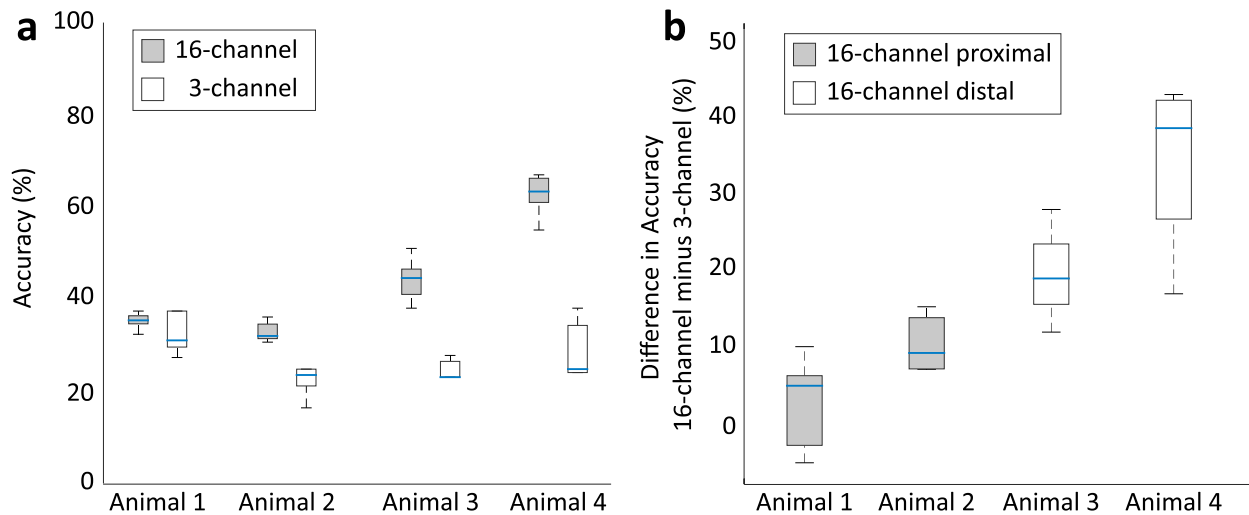 a
100
80
60
40
20
0
Accuracy (%)
16-channel
3-channel
Animal 1
Animal 2
Animal 3
Animal 4
b
50
40
30
20
10
0
Difference in Accuracy
16-channel minus 3-channel (%)
16-channel proximal
16-channel distal
Animal 1
Animal 2
Animal 3
Animal 4